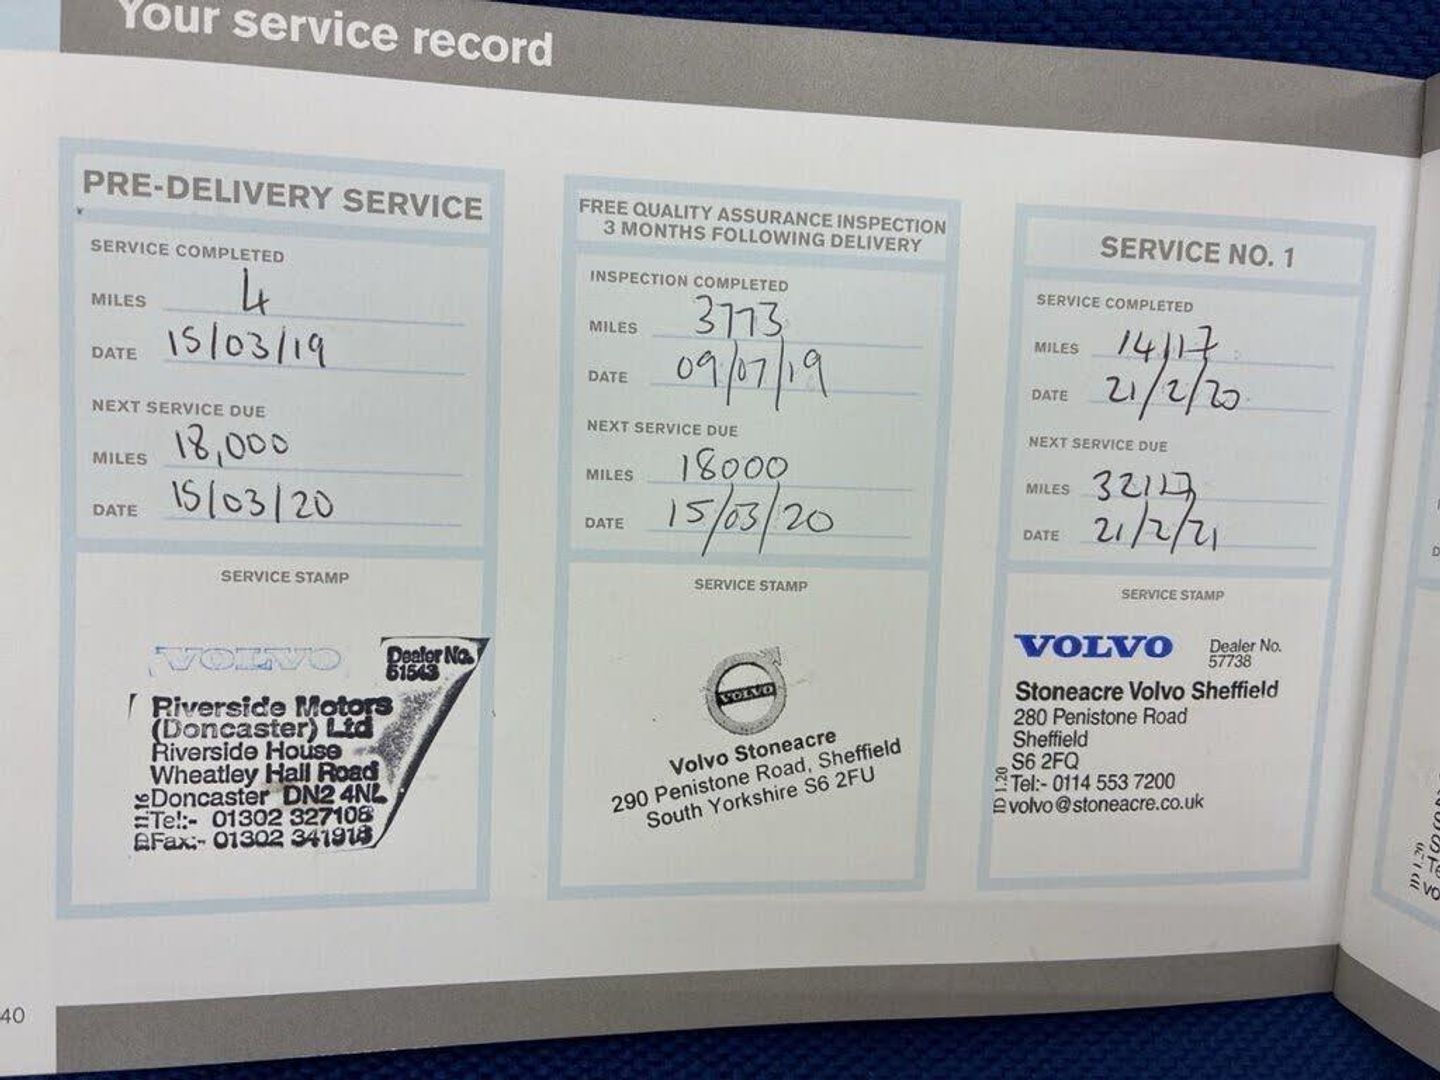 Your service record
PRE-DELIVERY SERVICE
SERVICE COMPLETED
MILES 4
DATE 15/03/19
NEXT SERVICE DUE
MILES 18,000
DATE 15/03/20
SERVICE STAMP
VOLVO
Dealer No.
51543
Riverside Motors
(Doncaster) Ltd
Riverside House
Wheatley Hall Road
Doncaster DN2 4NL
Tel:- 01302 327108
Fax:- 01302 341918
FREE QUALITY ASSURANCE INSPECTION
3 MONTHS FOLLOWING DELIVERY
INSPECTION COMPLETED
MILES 3773
DATE 09/07/19
NEXT SERVICE DUE
MILES 18000
DATE 15/03/20
SERVICE STAMP
VOLVO
Volvo Stoneacre
290 Penistone Road, Sheffield
South Yorkshire S6 2FU
SERVICE NO. 1
SERVICE COMPLETED
MILES 14117
DATE 21/2/20
NEXT SERVICE DUE
MILES 32117
DATE 21/2/21
SERVICE STAMP
VOLVO
Dealer No.
57738
Stoneacre Volvo Sheffield
280 Penistone Road
Sheffield
S6 2FQ
Tel:- 0114 553 7200
volvo@stoneacre.co.uk
ID 1.20
40
ID 1.20